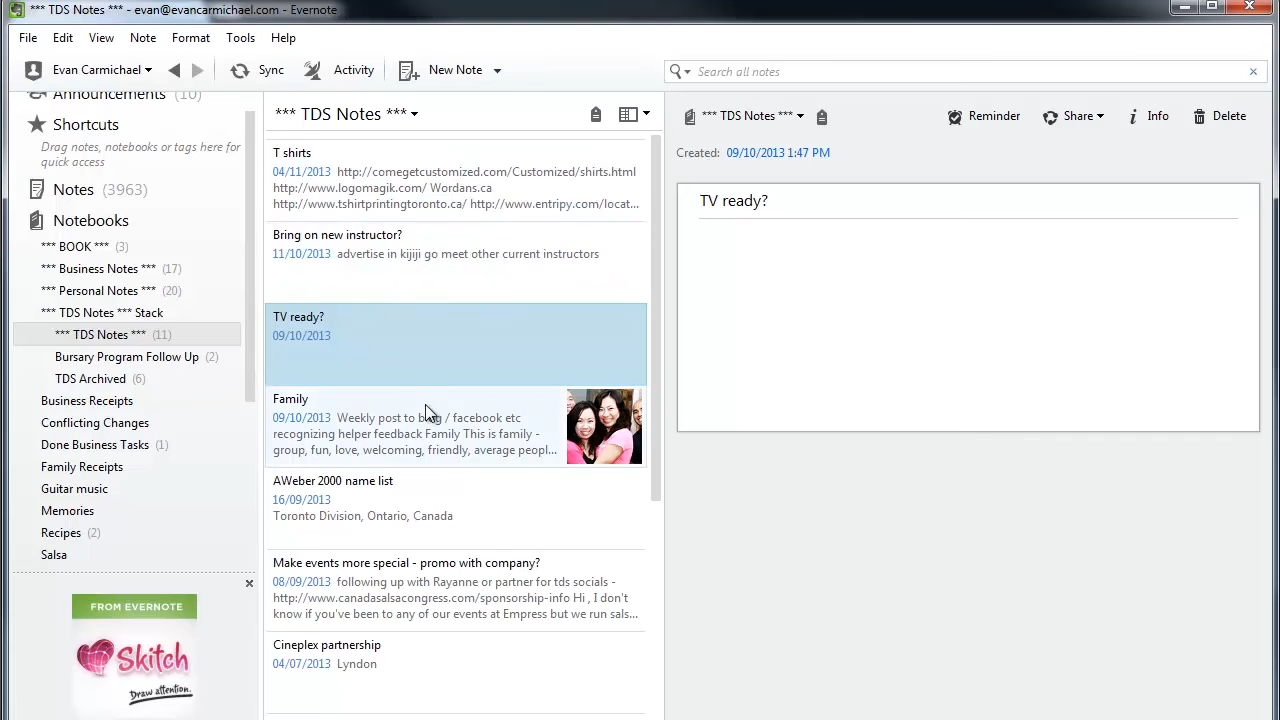 *** TDS Notes *** - evan@evancarmichael.com - Evernote
File Edit View Note Format Tools Help
Evan Carmichael Sync Activity New Note Search all notes
Announcements (10)
Shortcuts
Drag notes, notebooks or tags here for
quick access
Notes (3963)
Notebooks
*** BOOK *** (3)
*** Business Notes *** (17)
*** Personal Notes *** (20)
*** TDS Notes *** Stack
*** TDS Notes *** (11)
Bursary Program Follow Up (2)
TDS Archived (6)
Business Receipts
Conflicting Changes
Done Business Tasks (1)
Family Receipts
Guitar music
Memories
Recipes (2)
Salsa
FROM EVERNOTE
Skitch
Draw attention.
*** TDS Notes ***
T shirts
04/11/2013 http://comegetcustomized.com/Customized/shirts.html
http://www.logomagik.com/ Wordans.ca
http://www.tshirtprintingtoronto.ca/ http://www.entripy.com/locat...
Bring on new instructor?
11/10/2013 advertise in kijiji go meet other current instructors
TV ready?
09/10/2013
Family
09/10/2013 Weekly post to blog / facebook etc
recognizing helper feedback Family This is family -
group, fun, love, welcoming, friendly, average peopl...
AWeber 2000 name list
16/09/2013
Toronto Division, Ontario, Canada
Make events more special - promo with company?
08/09/2013 following up with Rayanne or partner for tds socials -
http://www.canadasalsacongress.com/sponsorship-info Hi , I don't
know if you've been to any of our events at Empress but we run sals...
Cineplex partnership
04/07/2013 Lyndon
*** TDS Notes *** Reminder Share Info Delete
Created: 09/10/2013 1:47 PM
TV ready?